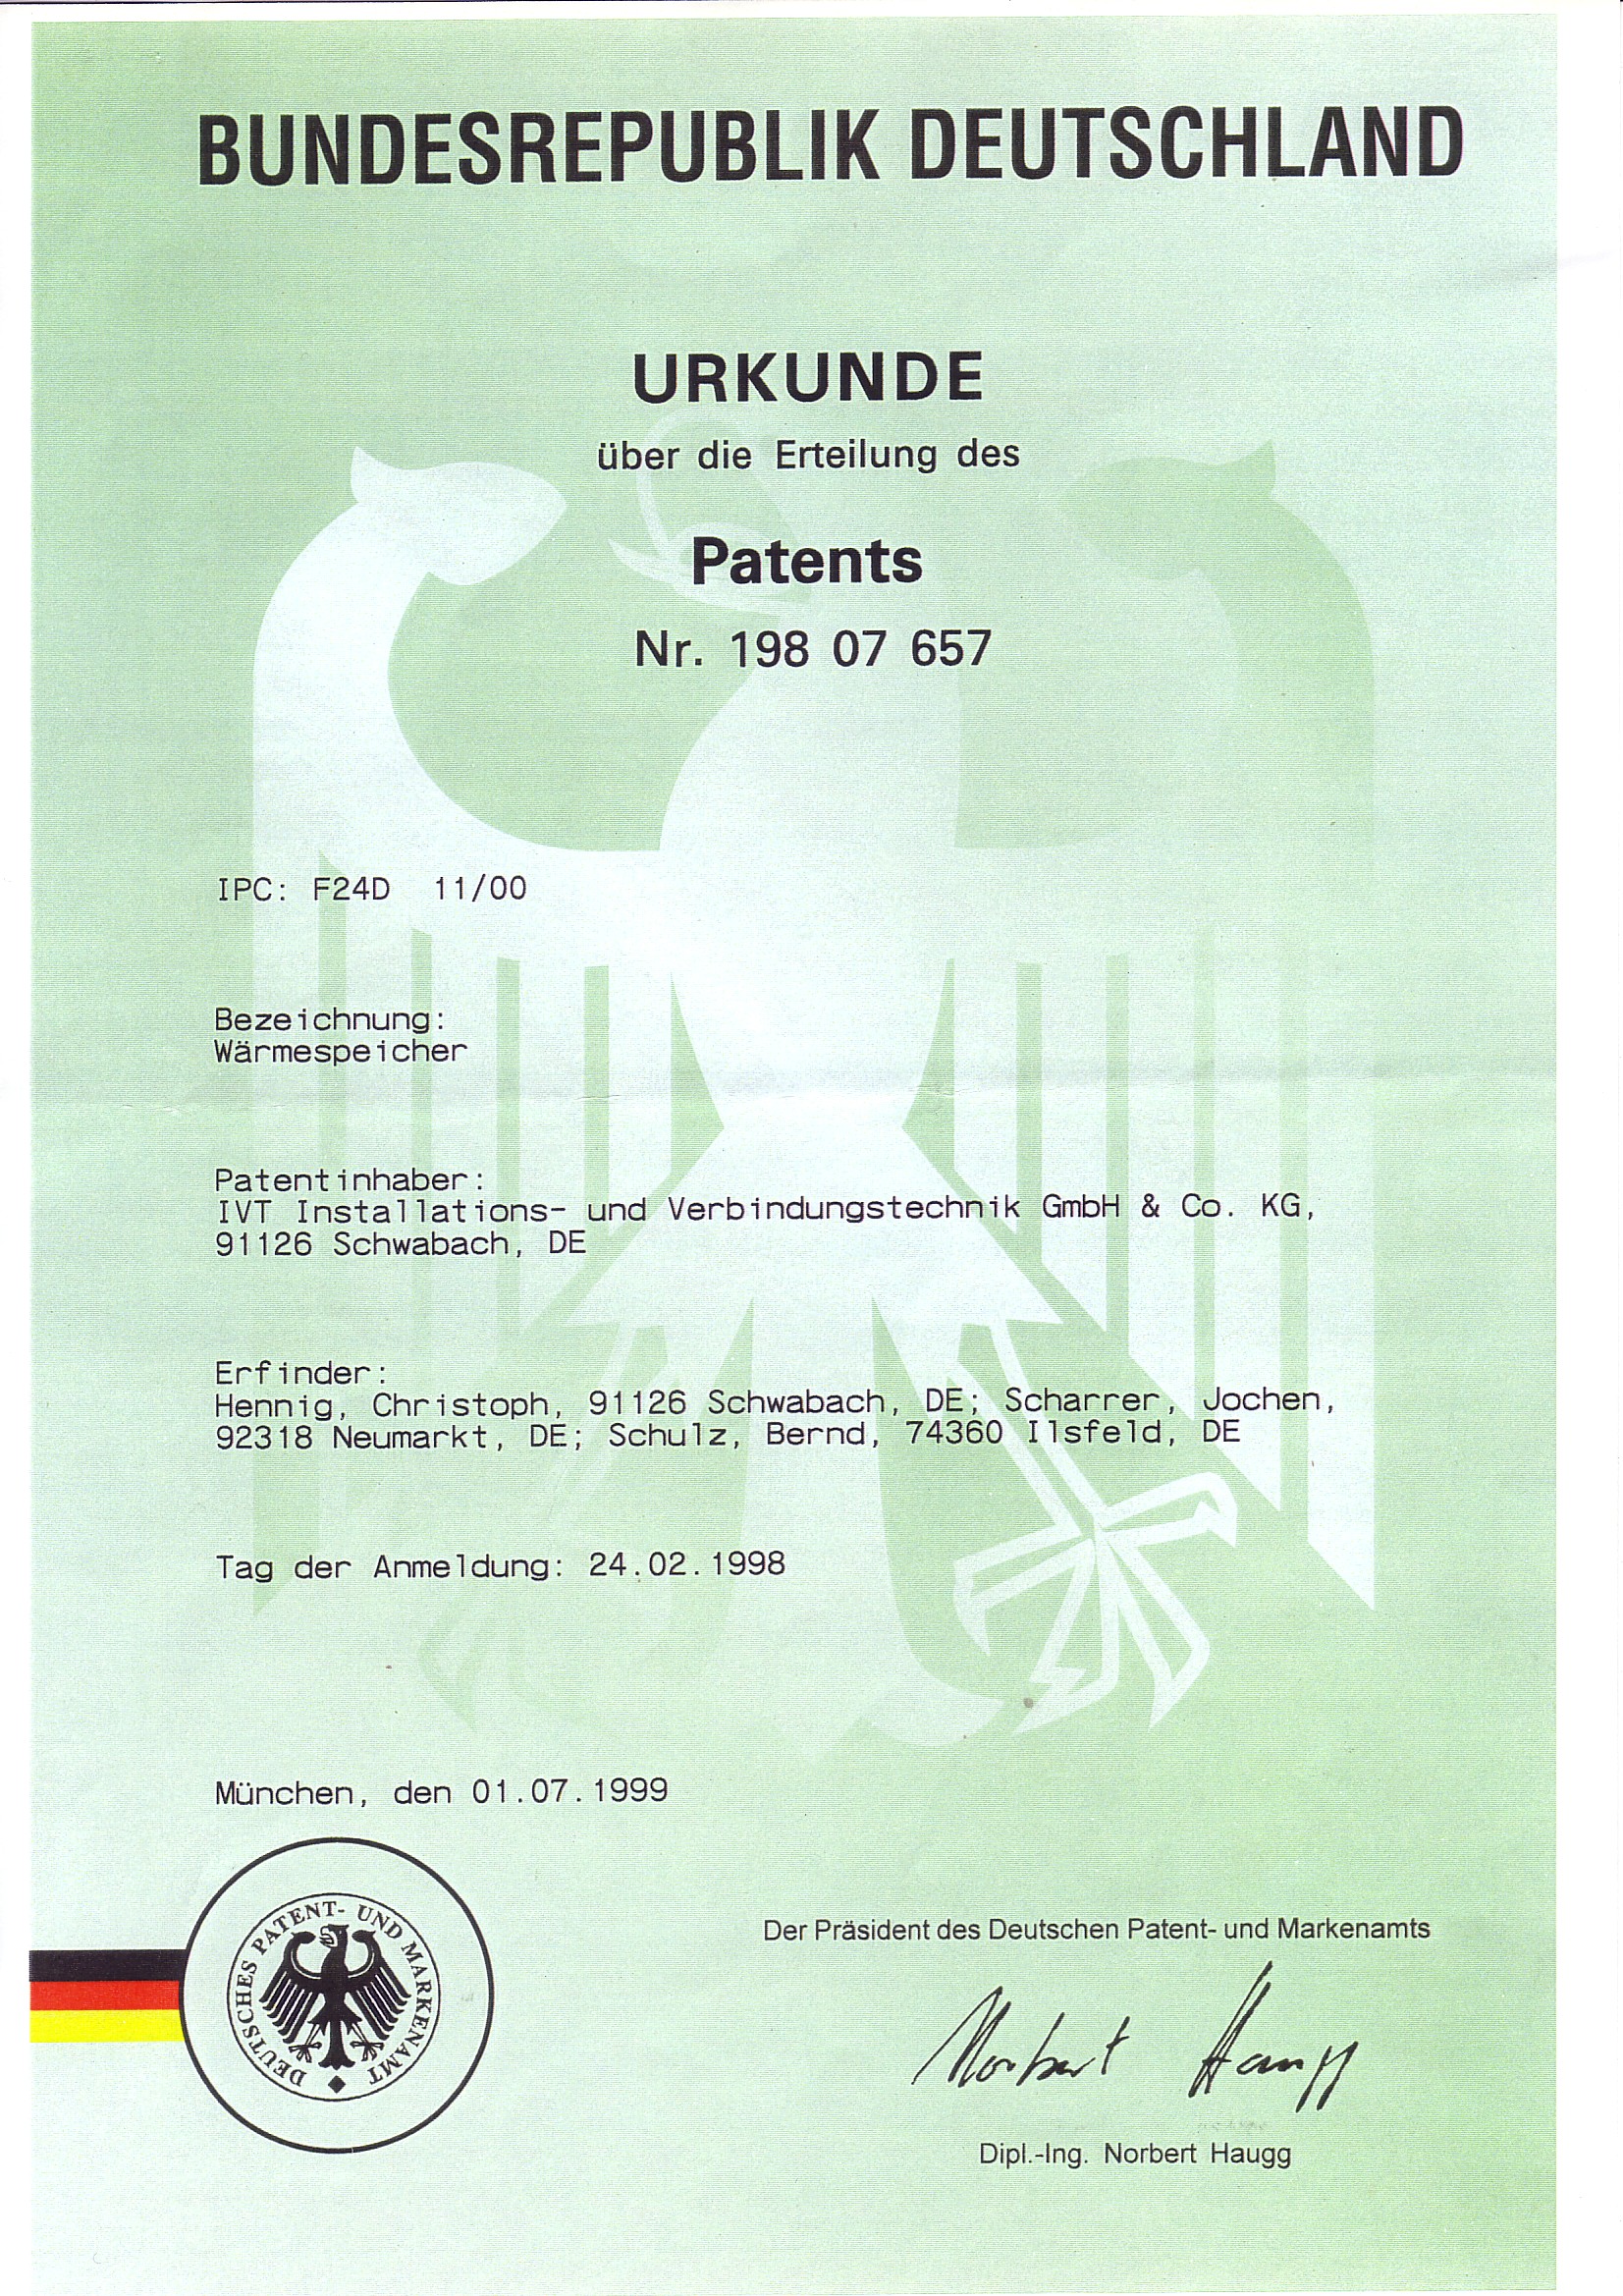 BUNDESREPUBLIK DEUTSCHLAND
URKUNDE
über die Erteilung des
Patents
Nr. 198 07 657
IPC: F24D 11/00
Bezeichnung:
Wärmespeicher
Patentinhaber:
IVT Installations- und Verbindungstechnik GmbH & Co. KG,
91126 Schwabach, DE
Erfinder:
Hennig, Christoph, 91126 Schwabach, DE; Scharrer, Jochen,
92318 Neumarkt, DE; Schulz, Bernd, 74360 Ilsfeld, DE
Tag der Anmeldung: 24.02.1998
München, den 01.07.1999
DEUTSCHES PATENT- UND MARKENAMT
Der Präsident des Deutschen Patent- und Markenamts
Norbert Haugg
Dipl.-Ing. Norbert Haugg